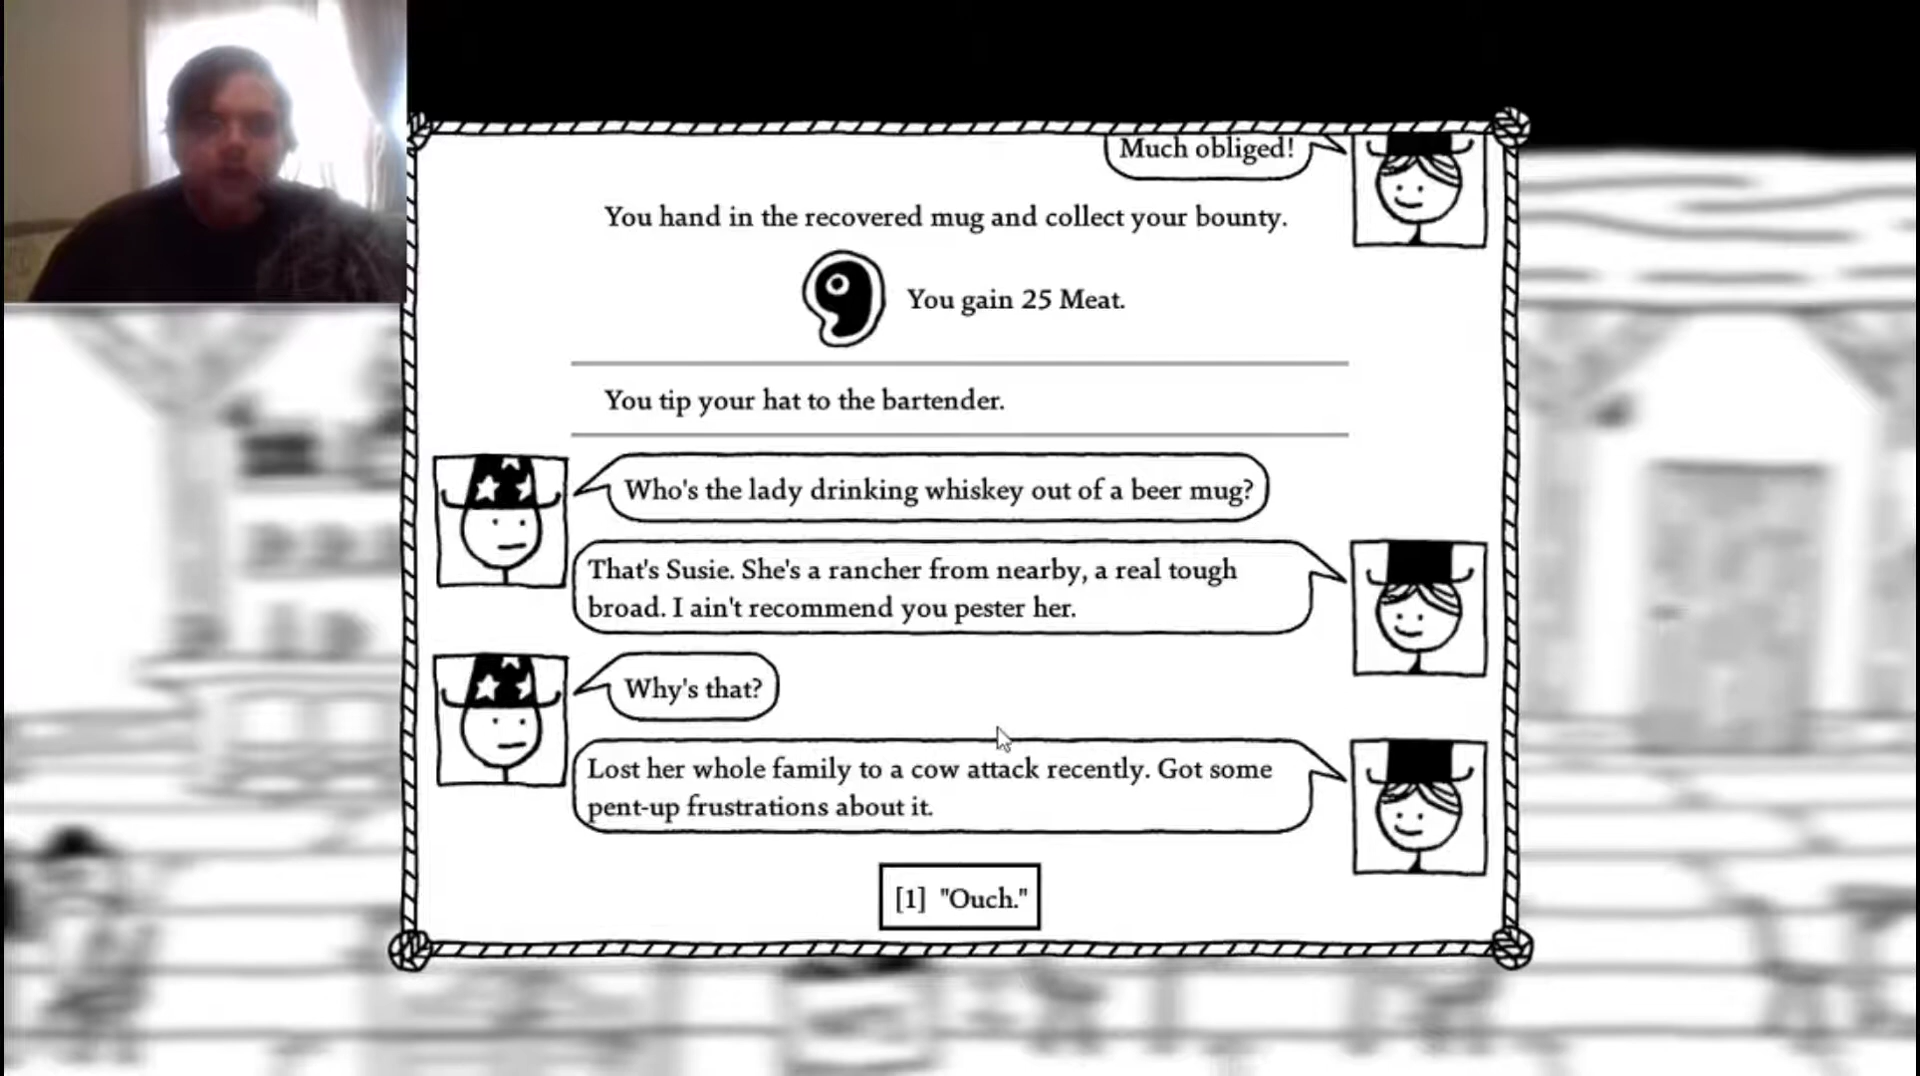 Much obliged!
You hand in the recovered mug and collect your bounty.
You gain 25 Meat.
You tip your hat to the bartender.
Who's the lady drinking whiskey out of a beer mug?
That's Susie. She's a rancher from nearby, a real tough
broad. I ain't recommend you pester her.
Why's that?
Lost her whole family to a cow attack recently. Got some
pent-up frustrations about it.
[1] "Ouch."